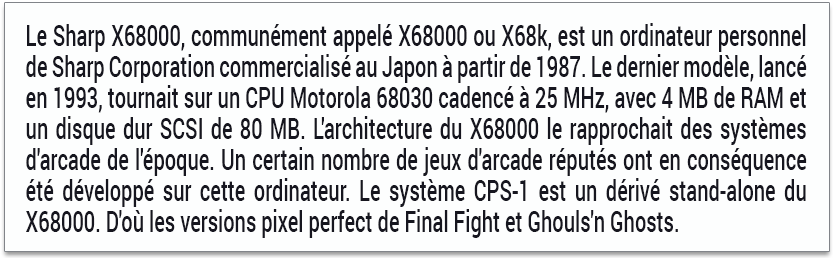 Le Sharp X68000, communément appelé X68000 ou X68k, est un ordinateur personnel
de Sharp Corporation commercialisé au Japon à partir de 1987. Le dernier modèle, lancé
en 1993, tournait sur un CPU Motorola 68030 cadencé à 25 MHz, avec 4 MB de RAM et
un disque dur SCSI de 80 MB. L'architecture du X68000 le rapprochait des systèmes
d'arcade de l'époque. Un certain nombre de jeux d'arcade réputés ont en conséquence
été développé sur cette ordinateur. Le système CPS-1 est un dérivé stand-alone du
X68000. D'où les versions pixel perfect de Final Fight et Ghouls'n Ghosts.